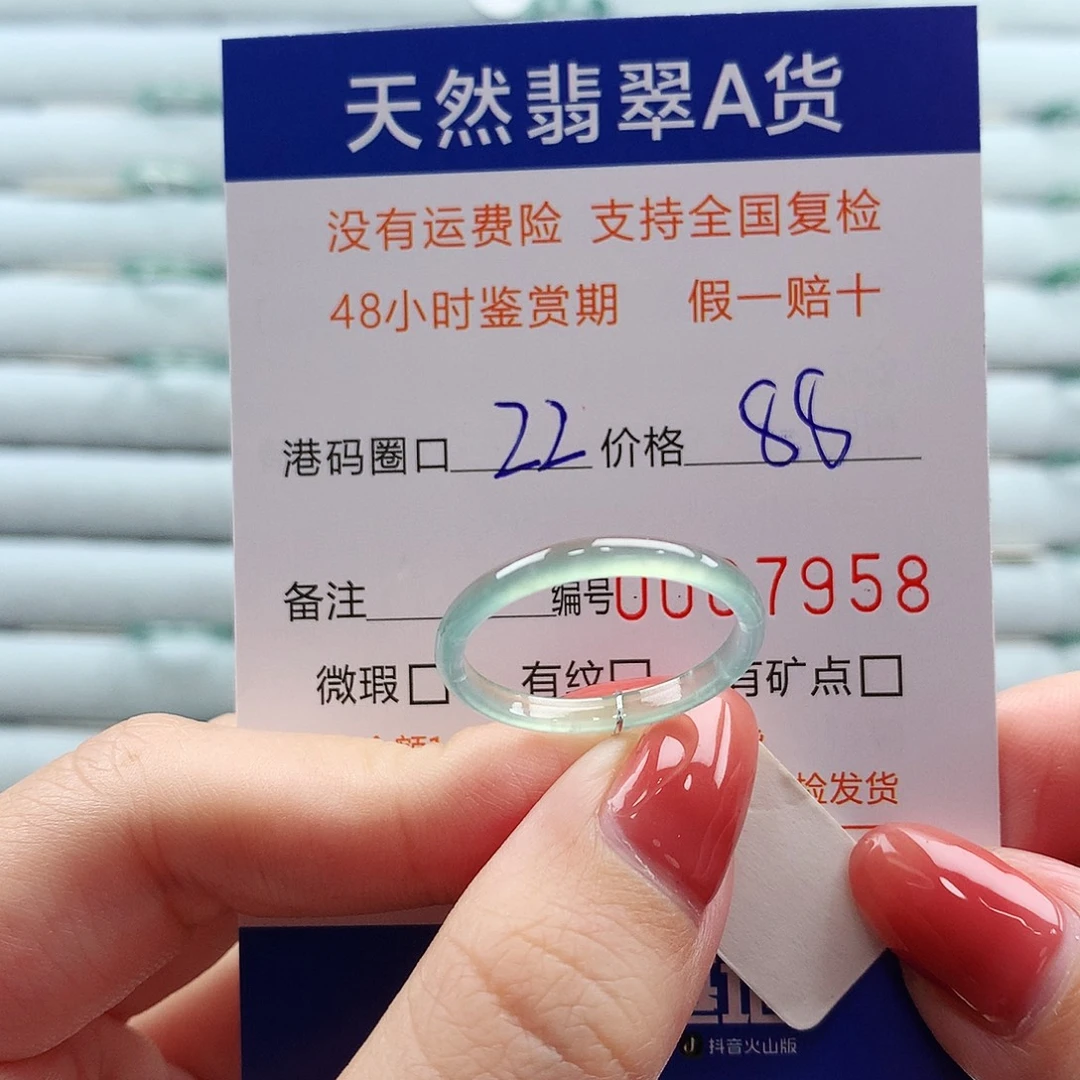 天然翡翠A货
没有运费险 支持全国复检
48小时鉴赏期 假一赔十
港码圈口 22 价格 88
备注 编号 7958
微瑕□ 有纹□ 有矿点□
检发货
抖音火山版